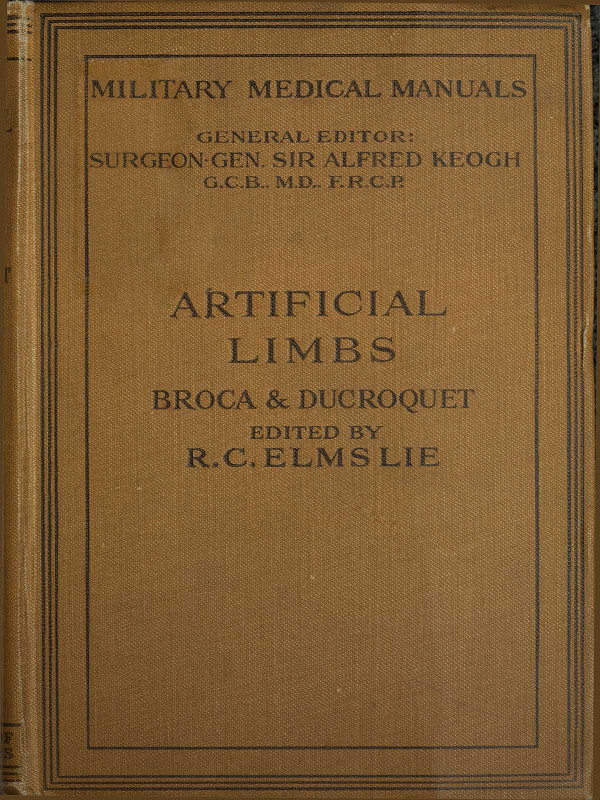 MILITARY MEDICAL MANUALS
GENERAL EDITOR:
SURGEON-GEN. SIR ALFRED KEOGH
G.C.B., M.D., F.R.C.P.
ARTIFICIAL
LIMBS
BROCA & DUCROQUET
EDITED BY
R.C. ELMSLIE
F
S